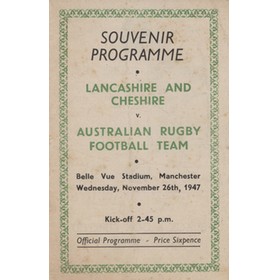 SOUVENIR
PROGRAMME
LANCASHIRE AND
CHESHIRE
v.
AUSTRALIAN RUGBY
FOOTBALL TEAM
Belle Vue Stadium, Manchester
Wednesday, November 26th, 1947
Kick-off 2-45 p.m.
Official Programme - Price Sixpence